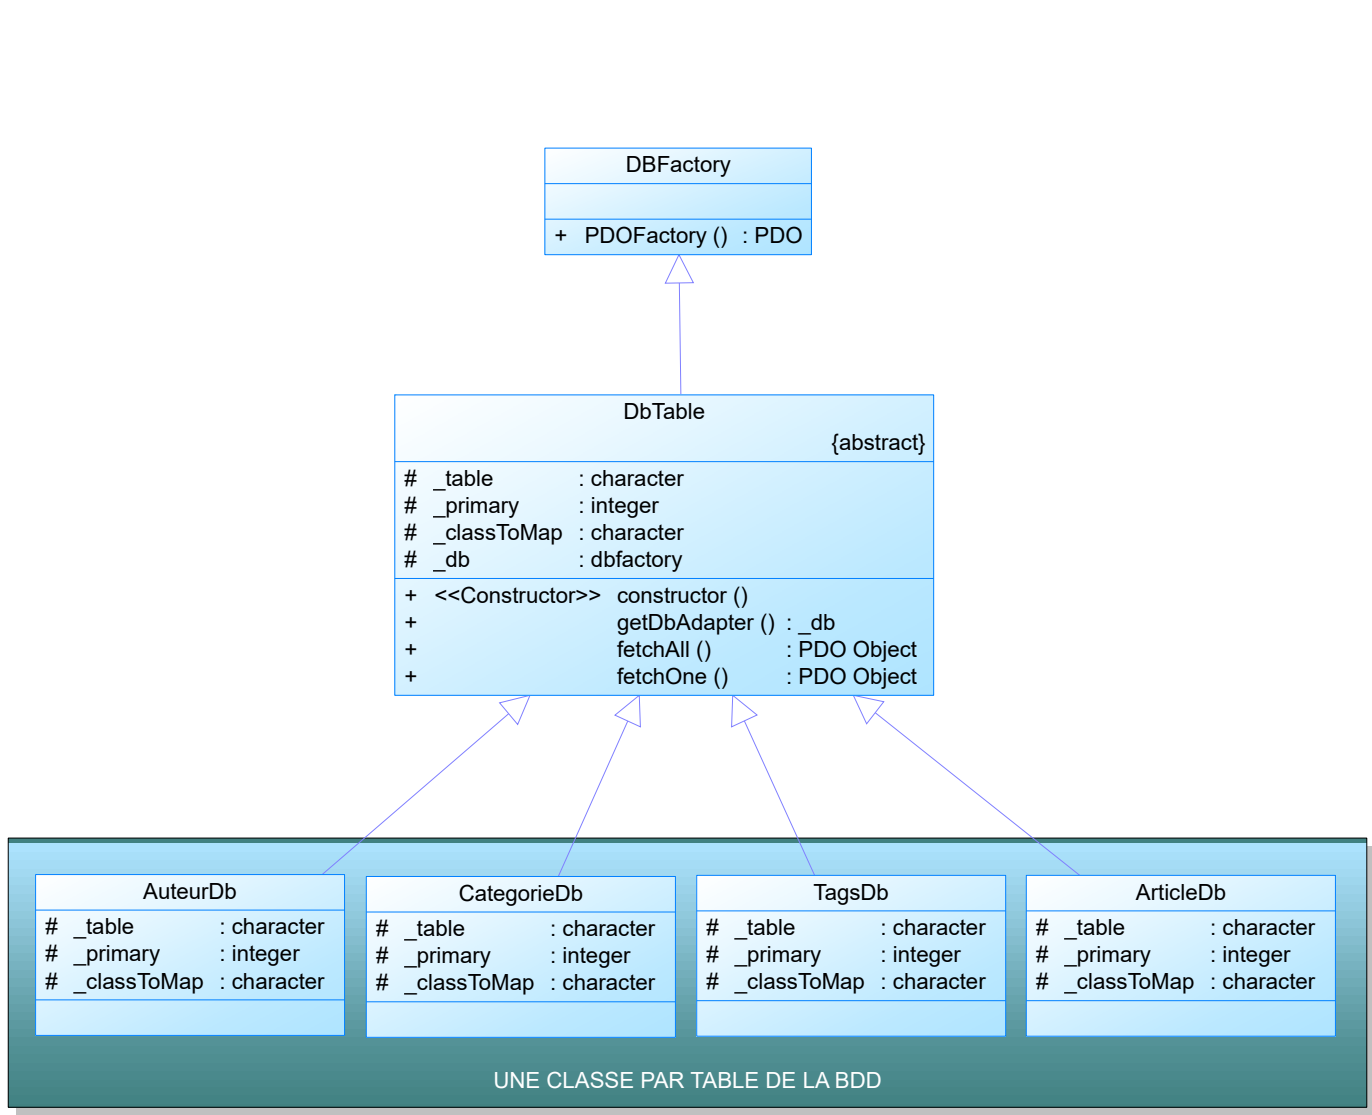 DBFactory
+ PDOFactory () : PDO
DbTable
{abstract}
# _table : character
# _primary : integer
# _classToMap : character
# _db : dbfactory
+ <<Constructor>> constructor ()
+ getDbAdapter () : _db
+ fetchAll () : PDO Object
+ fetchOne () : PDO Object
AuteurDb
# _table : character
# _primary : integer
# _classToMap : character
CategorieDb
# _table : character
# _primary : integer
# _classToMap : character
TagsDb
# _table : character
# _primary : integer
# _classToMap : character
ArticleDb
# _table : character
# _primary : integer
# _classToMap : character
UNE CLASSE PAR TABLE DE LA BDD